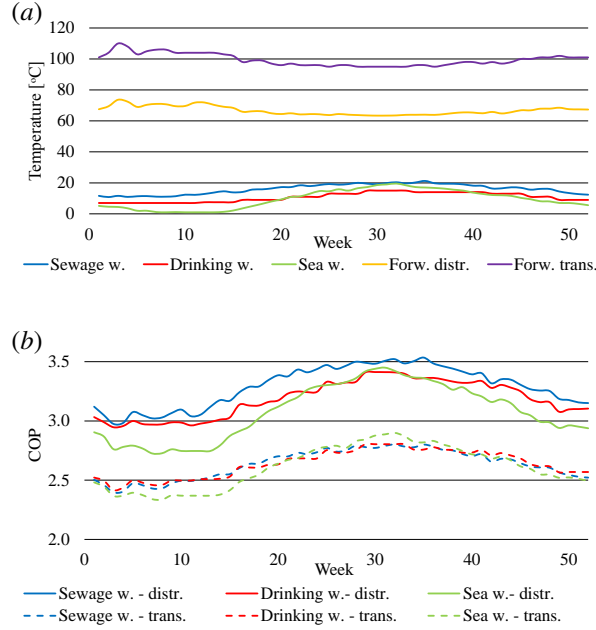 (a)
120
100
80
60
40
20
0
Temperature [°C]
0 10 20 30 40 50
Week
Sewage w. Drinking w. Sea w. Forw. distr. Forw. trans.
(b)
3.5
3.0
2.5
2.0
COP
0 10 20 30 40 50
Week
Sewage w. - distr. Drinking w.- distr. Sea w.- distr.
Sewage w. - trans. Drinking w. - trans. Sea w. - trans.